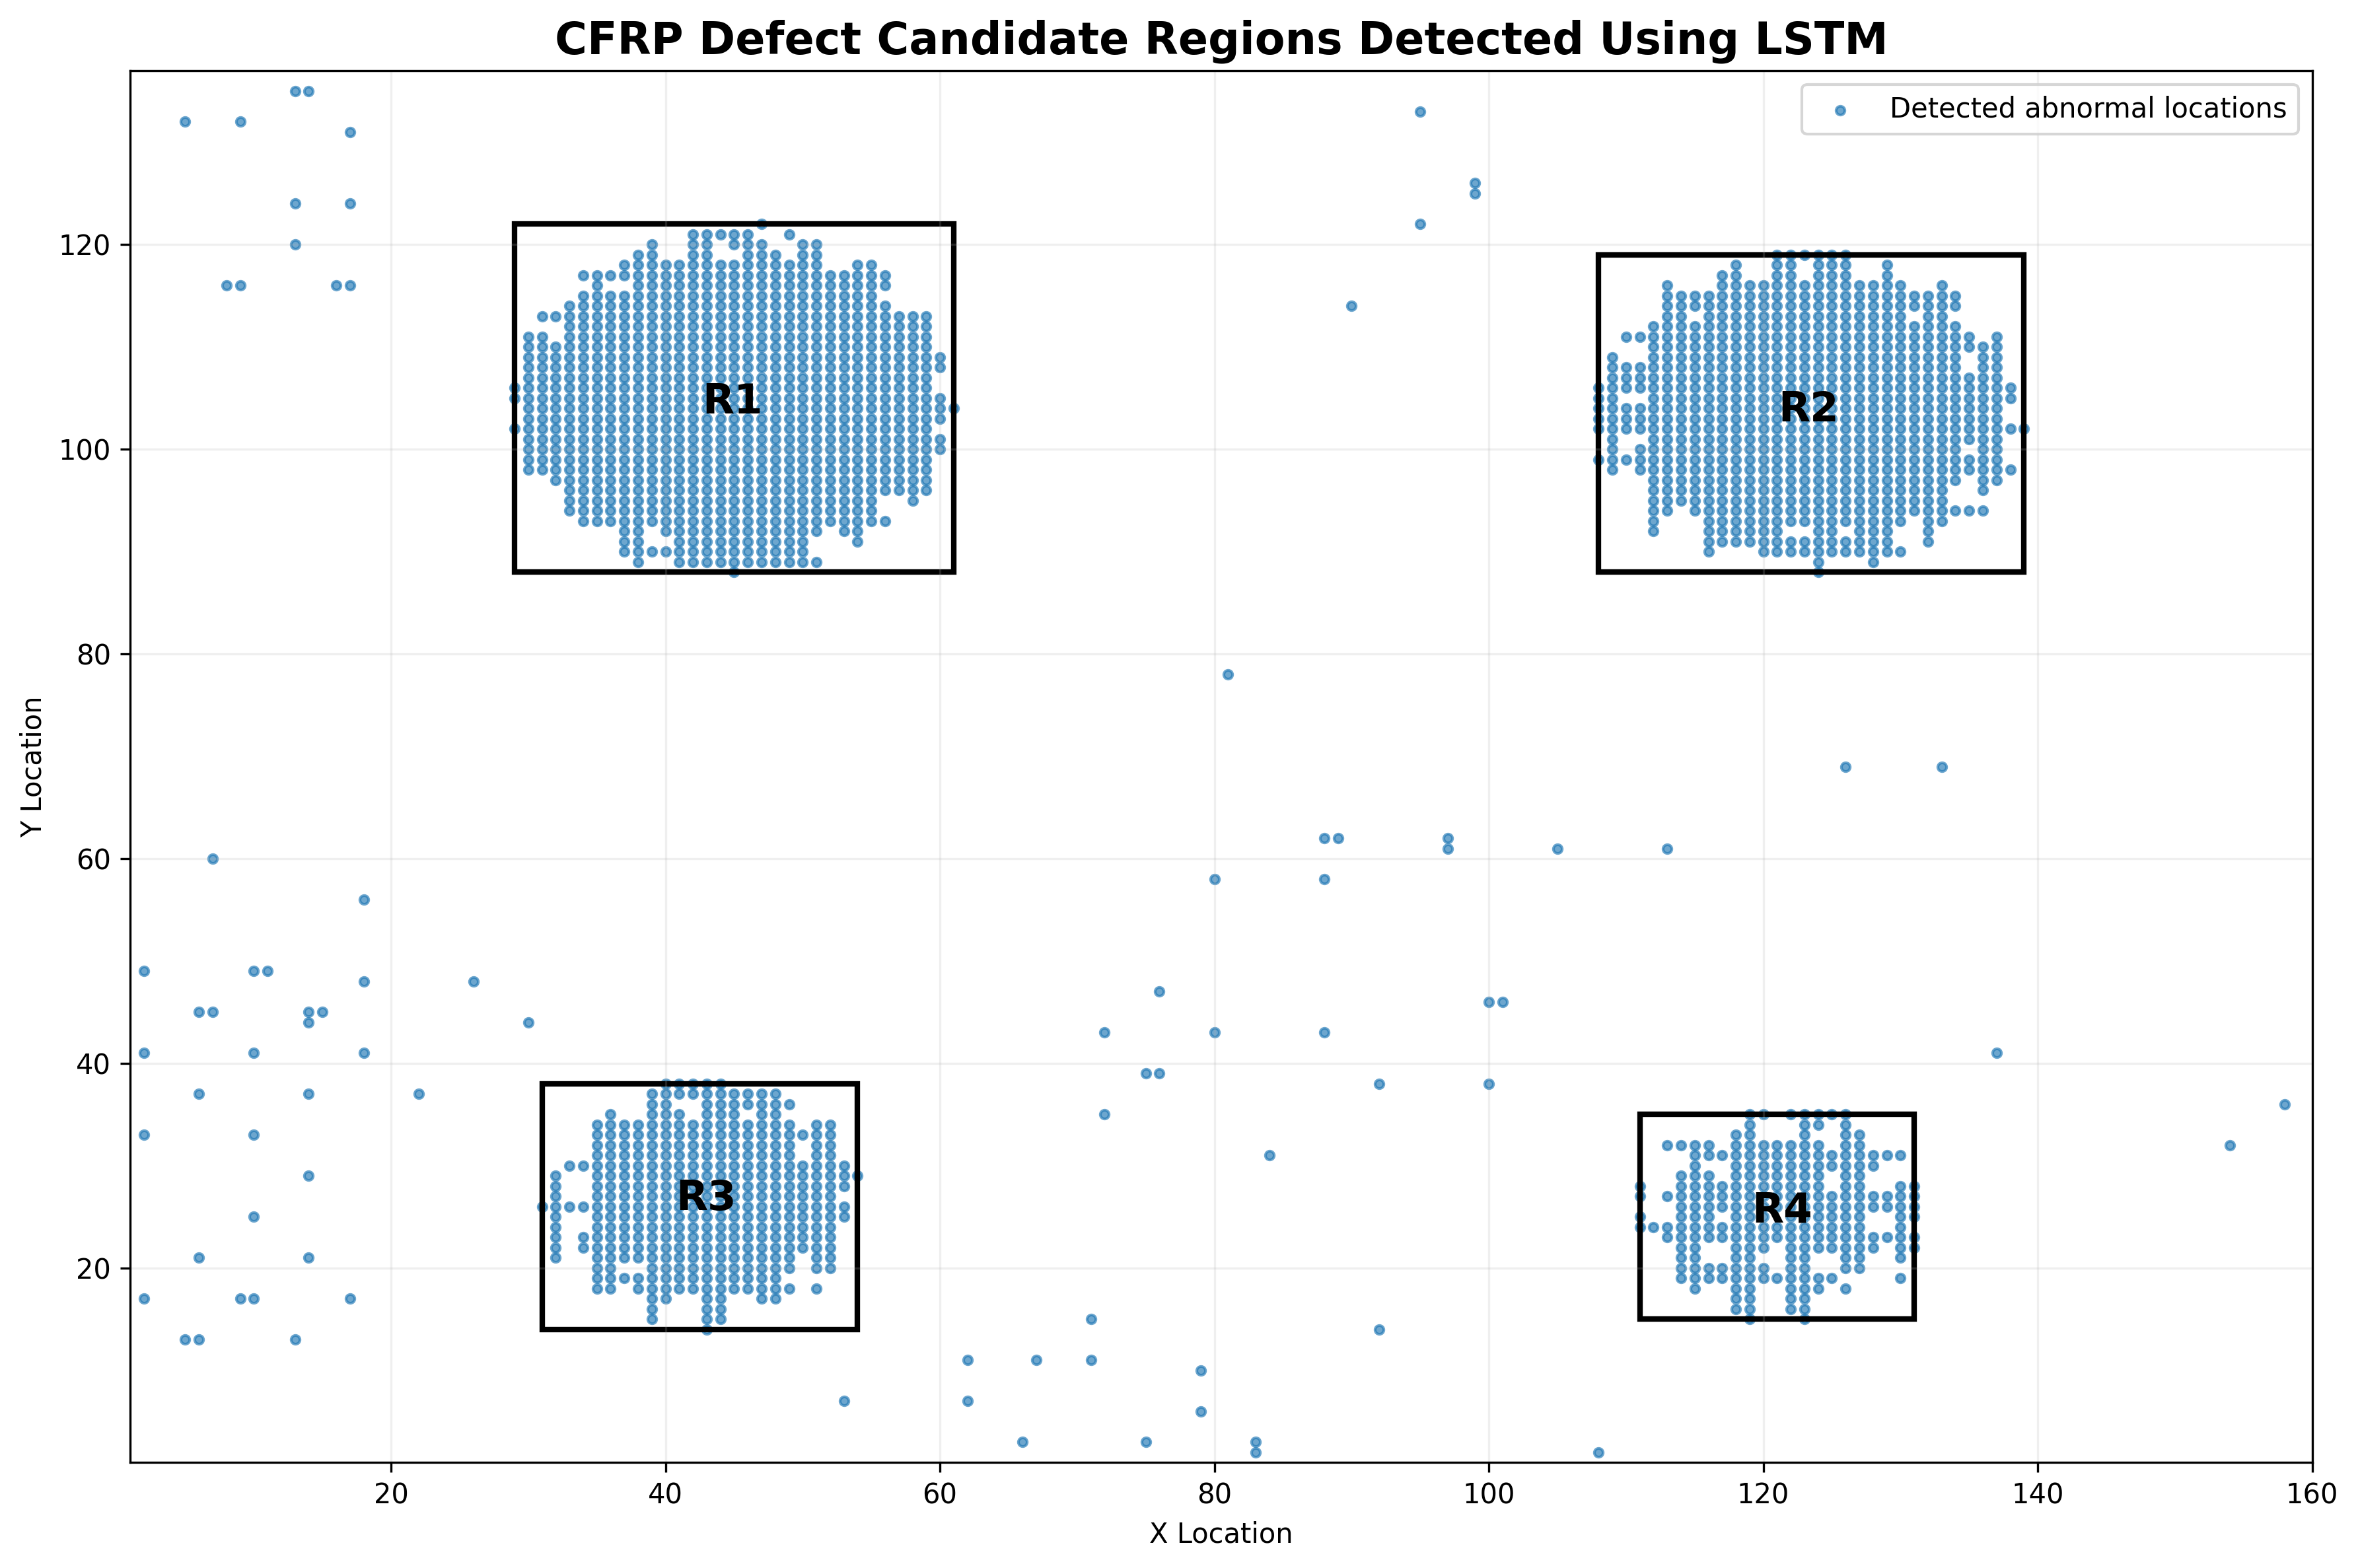 CFRP Defect Candidate Regions Detected Using LSTM
Detected abnormal locations
120
100
80
60
40
20
Y Location
R1
R2
R3
R4
20
40
60
80
100
120
140
160
X Location